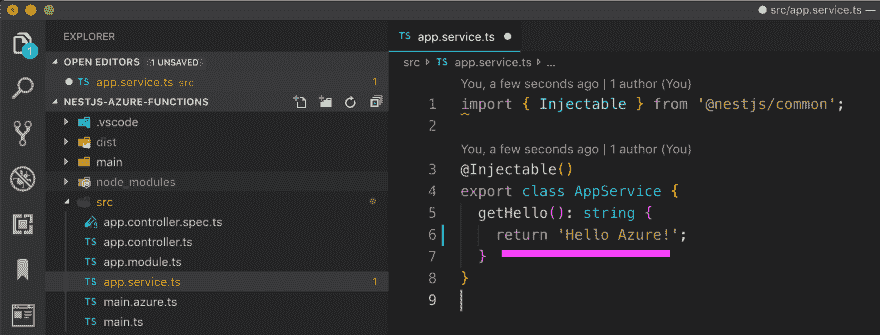 src/app.service.ts —
EXPLORER
OPEN EDITORS 1 UNSAVED
TS app.service.ts src 1
NESTJS-AZURE-FUNCTIONS
.vscode
dist
main
node_modules
src
app.controller.spec.ts
TS app.controller.ts
TS app.module.ts
TS app.service.ts 1
TS main.azure.ts
TS main.ts
1
TS app.service.ts
src ▸ TS app.service.ts ▸ ...
You, a few seconds ago | 1 author (You)
1 import { Injectable } from '@nestjs/common';
2
You, a few seconds ago | 1 author (You)
3 @Injectable()
4 export class AppService {
5 getHello(): string {
6 return 'Hello Azure!';
7 }
8 }
9